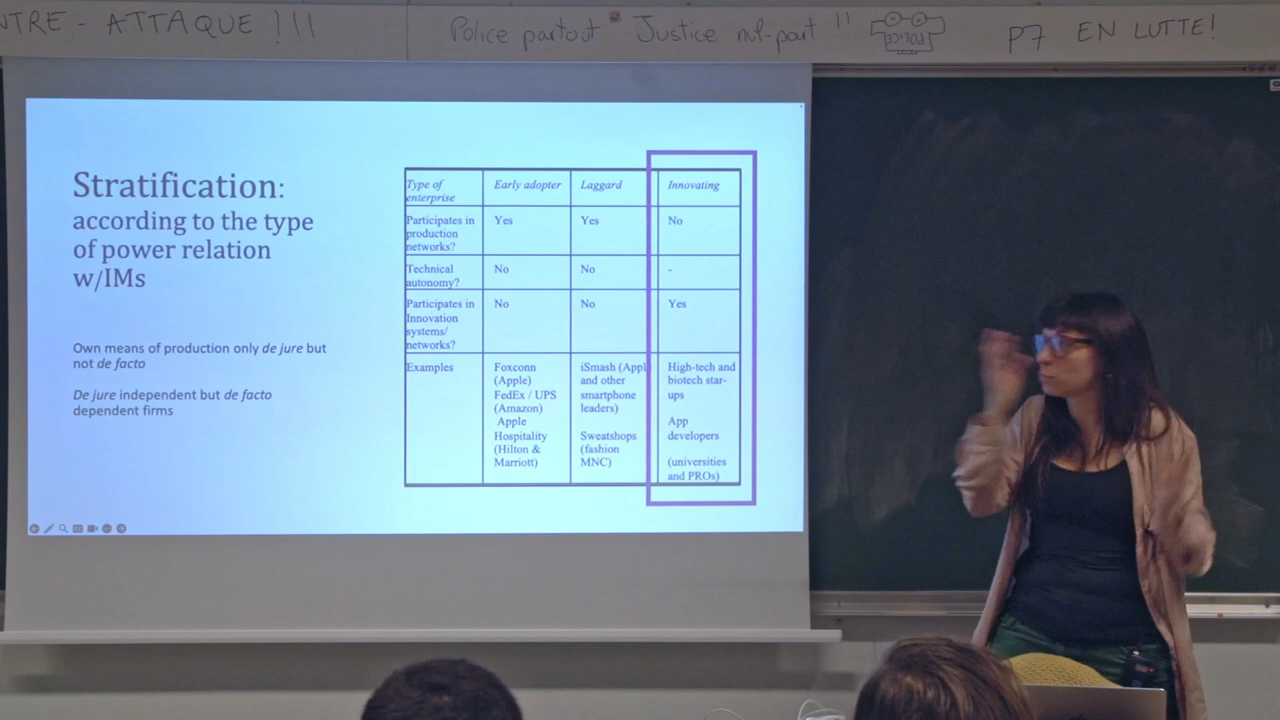 NTRE - ATTAQUE !!!
Police partout Justice nul-part !!
POLICE
P7 EN LUTTE!
Stratification:
according to the type
of power relation
w/IMs
Own means of production only de jure but
not de facto
De jure independent but de facto
dependent firms
Type of
enterprise
Early adopter
Laggard
Innovating
Participates in
production
networks?
Yes
Yes
No
Technical
autonomy?
No
No
-
Participates in
Innovation
systems/
networks?
No
No
Yes
Examples
Foxconn
(Apple)
FedEx / UPS
(Amazon)
Apple
Hospitality
(Hilton &
Marriott)
iSmash (Appl
and other
smartphone
leaders)
Sweatshops
(fashion
MNC)
High-tech and
biotech star-
ups
App
developers
(universities
and PROs)